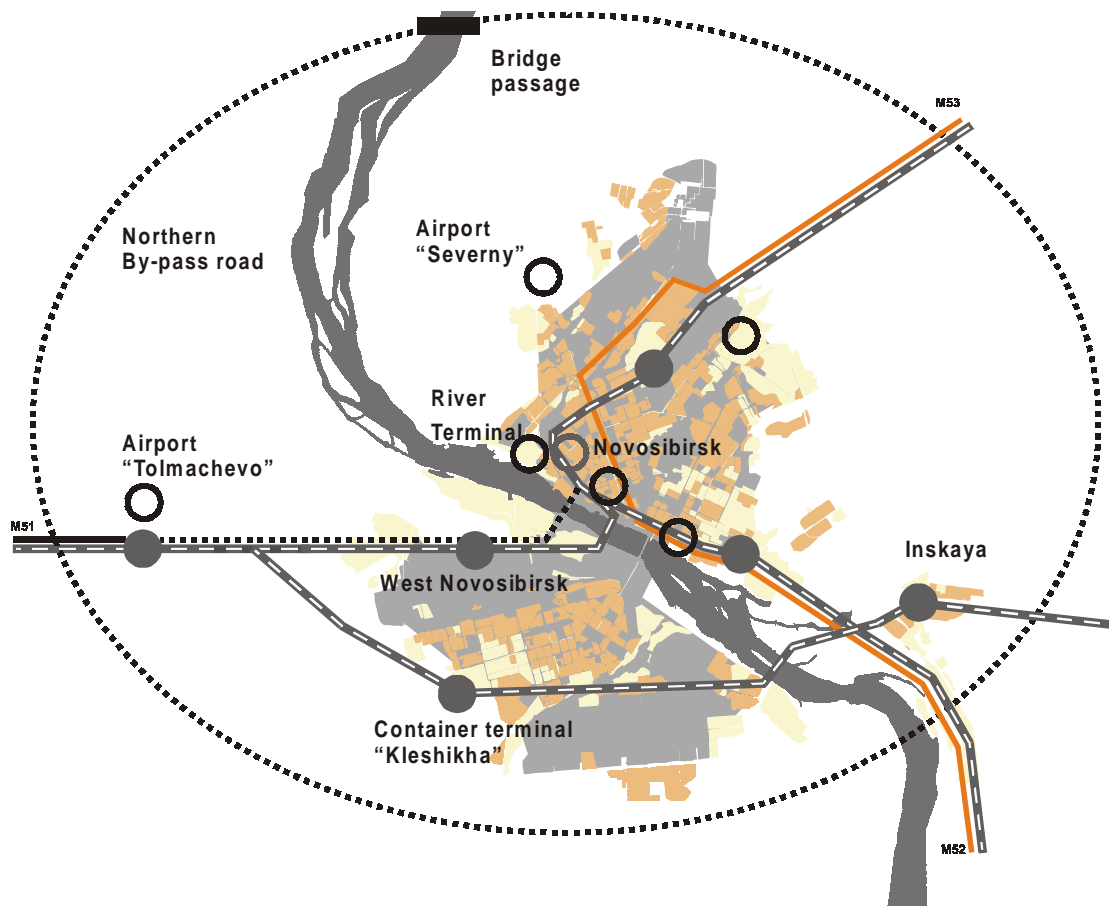 Bridge
passage
M53
Northern
By-pass road
Airport
“Severny”
River
Terminal
Novosibirsk
Airport
“Tolmachevo”
M51
West Novosibirsk
Inskaya
Container terminal
“Kleshikha”
M52